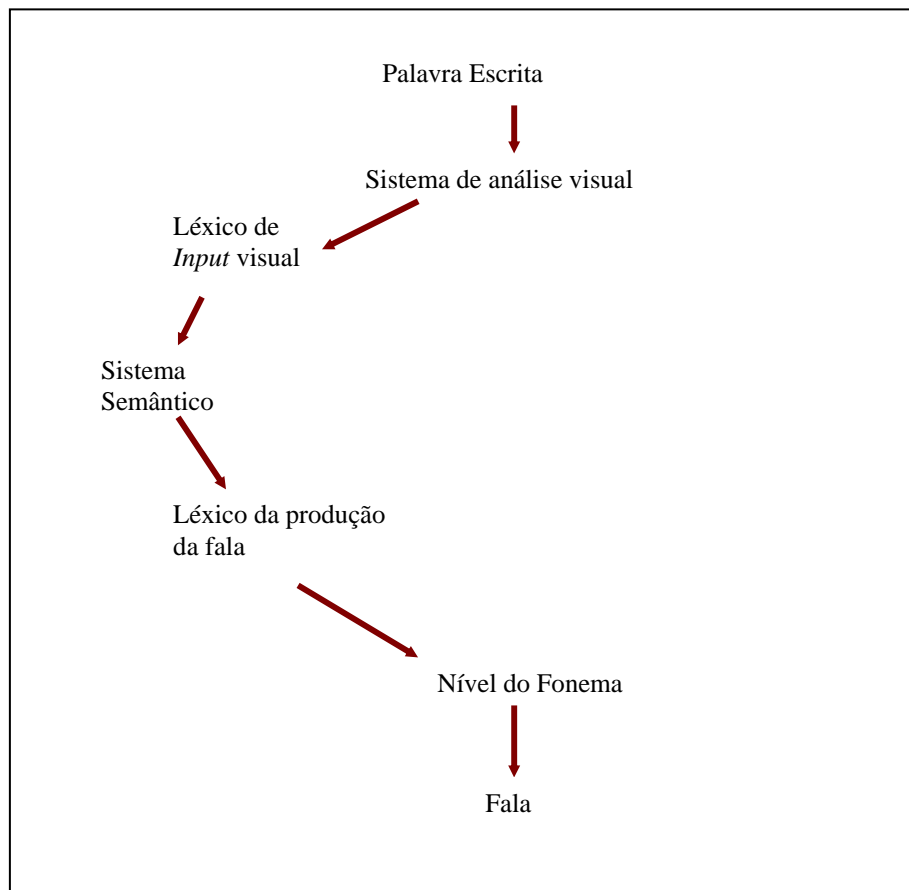 Palavra Escrita
Sistema de análise visual
Léxico de
Input visual
Sistema
Semântico
Léxico da produção
da fala
Nível do Fonema
Fala